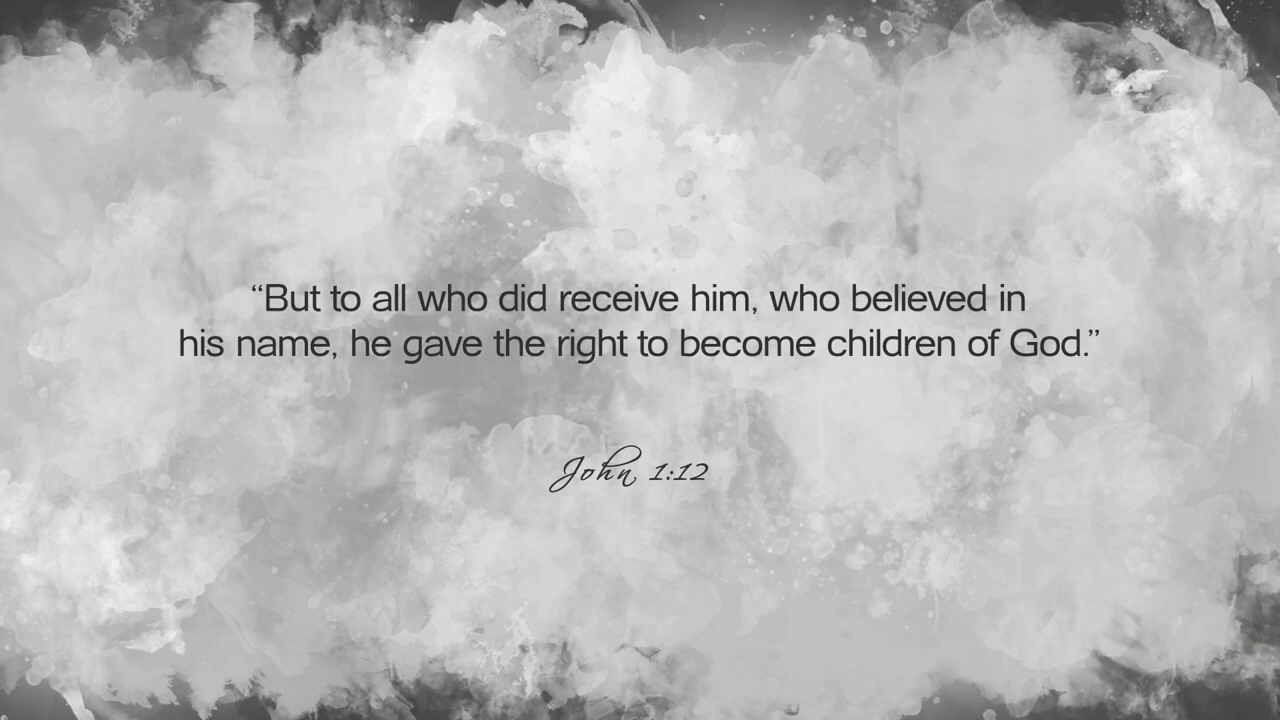 “But to all who did receive him, who believed in
his name, he gave the right to become children of God.”
John 1:12